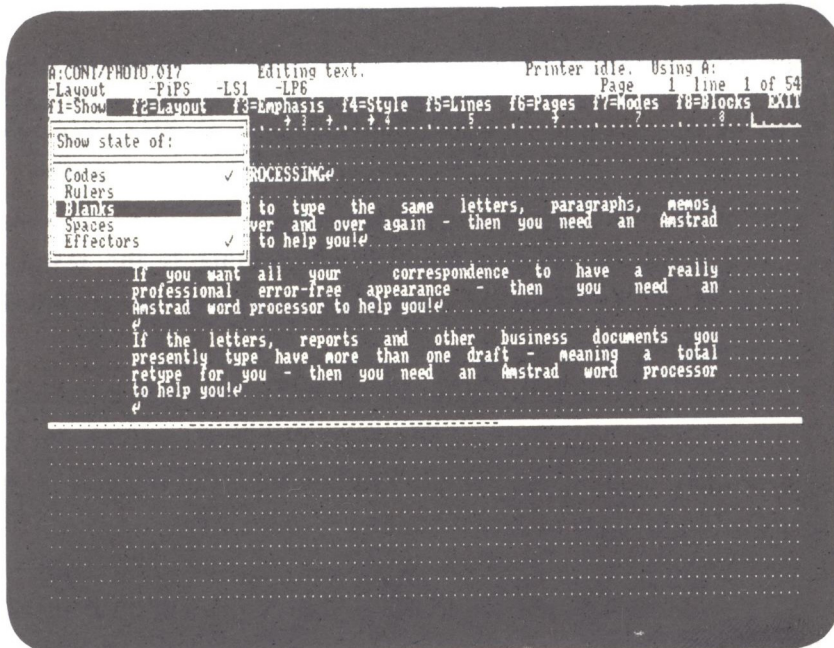 A:CONT/PHOTO.017 Editing text. Printer idle. Using A:
-Layout -PiPS -LS1 -LP6 Page 1 line 1 of 54
f1=Show f2=Layout f3=Emphasis f4=Style f5=Lines f6=Pages f7=Modes f8=Blocks EXIT
3 4 5 7 8
Show state of:
Codes ✓
Rulers
Blanks
Spaces
Effectors ✓
ROCESSING↵
to type the same letters, paragraphs, memos,
ver and over again - then you need an Amstrad
to help you!↵
If you want all your correspondence to have a really
professional error-free appearance - then you need an
Amstrad word processor to help you!↵
↵
If the letters, reports and other business documents you
presently type have more than one draft - meaning a total
retype for you - then you need an Amstrad word processor
to help you!↵
↵